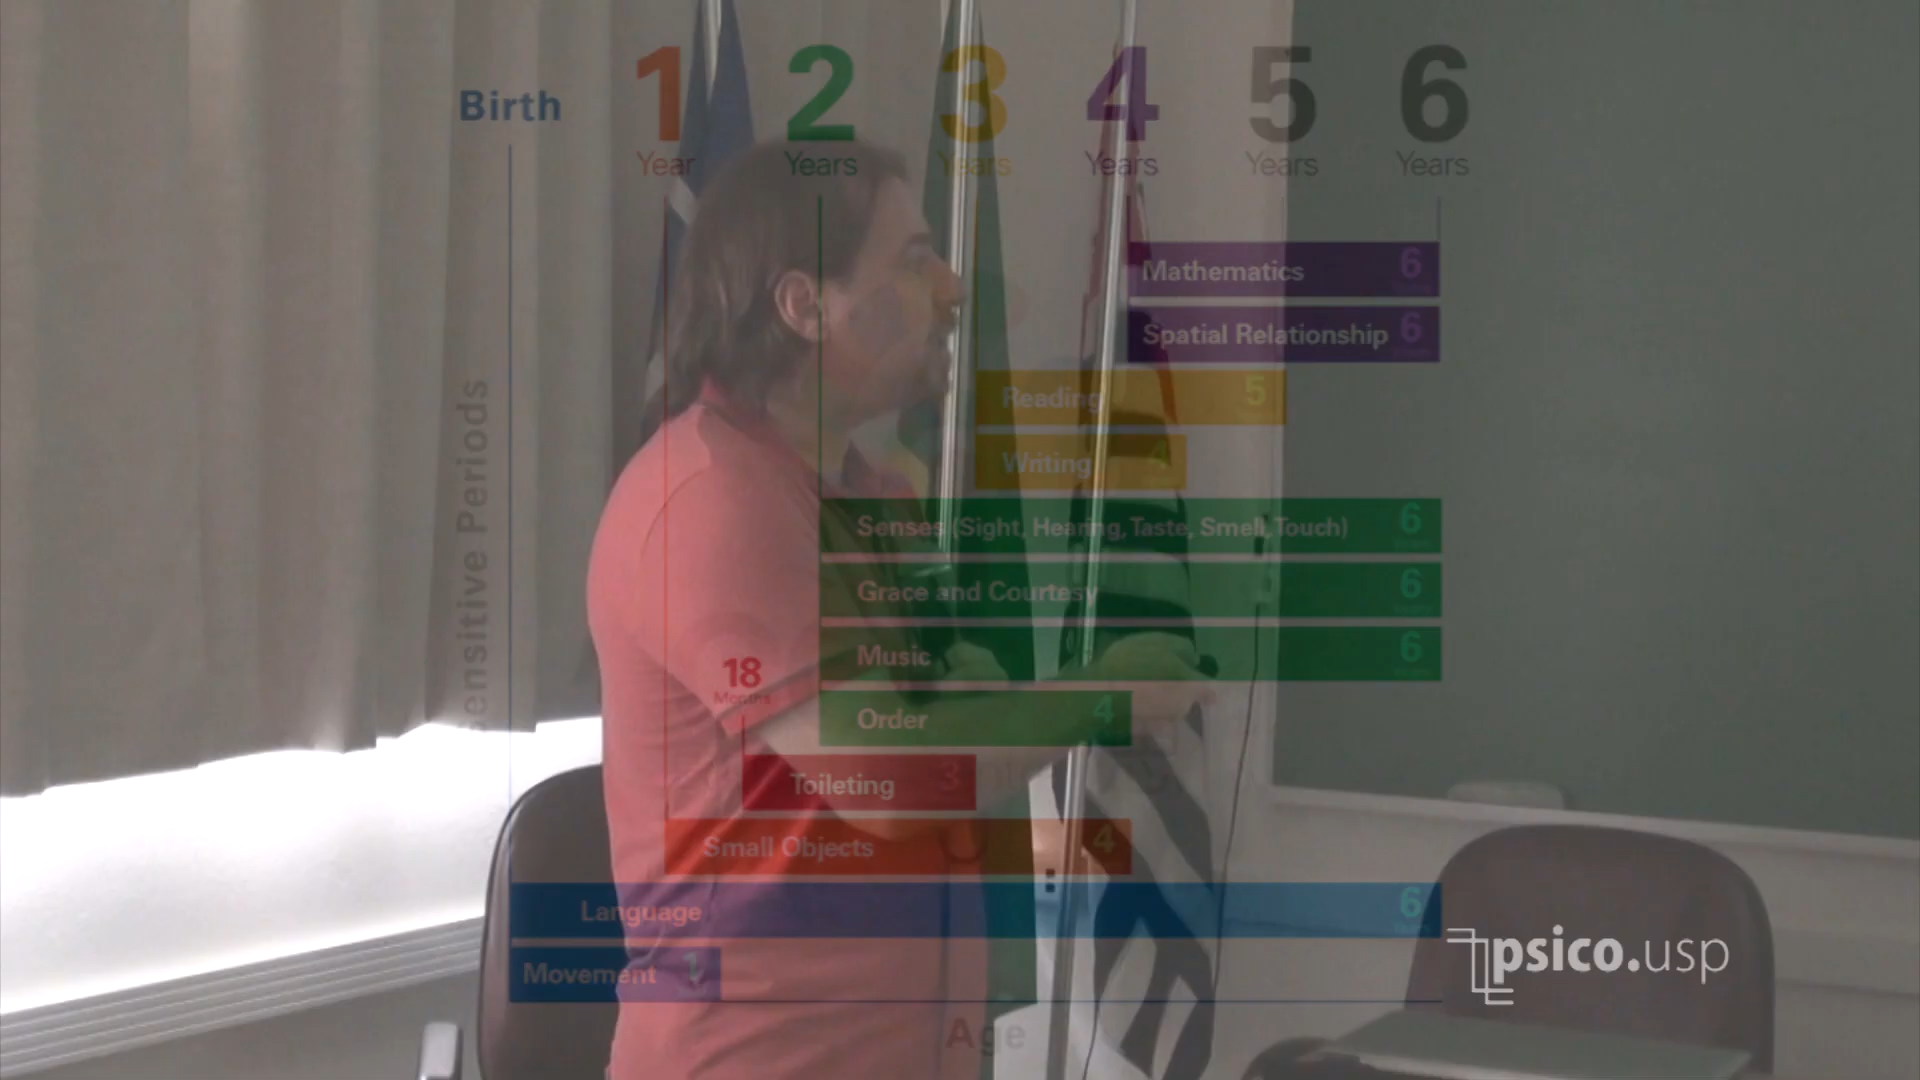 Birth
1
Year
2
Years
3
Years
4
Years
5
Years
6
Years
Sensitive Periods
Mathematics 6
Spatial Relationship 6
Reading 5
Writing 4
Senses (Sight, Hearing, Taste, Smell, Touch) 6
Grace and Courtesy 6
Music 6
18
Months
Order 4
Toileting 3
Small Objects 4
Language 6
Movement 1
Age
psico.usp